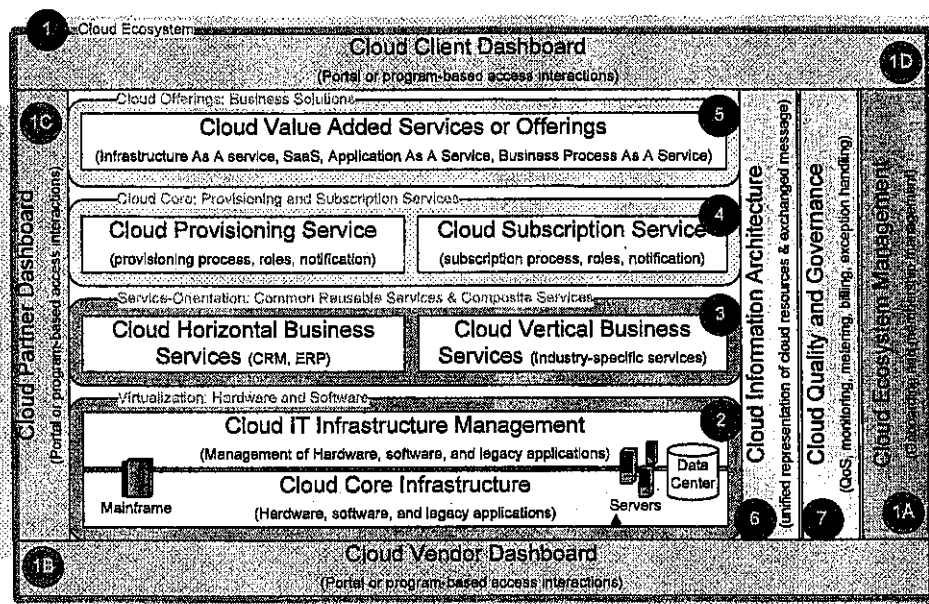 1
Cloud Ecosystem
Cloud Client Dashboard
(Portal or program-based access interactions)
1D
1C
Cloud Partner Dashboard
(Portal or program-based access interactions)
Cloud Offerings: Business Solutions
5
Cloud Value Added Services or Offerings
(Infrastructure As A service, SaaS, Application As A Service, Business Process As A Service)
Cloud Core: Provisioning and Subscription Services
4
Cloud Provisioning Service
(provisioning process, roles, notification)
Cloud Subscription Service
(subscription process, roles, notification)
Service-Orientation: Common Reusable Services & Composite Services
3
Cloud Horizontal Business
Services (CRM, ERP)
Cloud Vertical Business
Services (Industry-specific services)
Virtualization: Hardware and Software
2
Cloud IT Infrastructure Management
(Management of Hardware, software, and legacy applications)
Cloud Core Infrastructure
(Hardware, software, and legacy applications)
Mainframe
Servers
Data
Center
Cloud Information Architecture
(unified representation of cloud resources & exchanged message)
6
Cloud Quality and Governance
(QoS, monitoring, metering, billing, exception handling)
7
Cloud Ecosystem Management
and membership management)
1A
1B
Cloud Vendor Dashboard
(Portal or program-based access interactions)